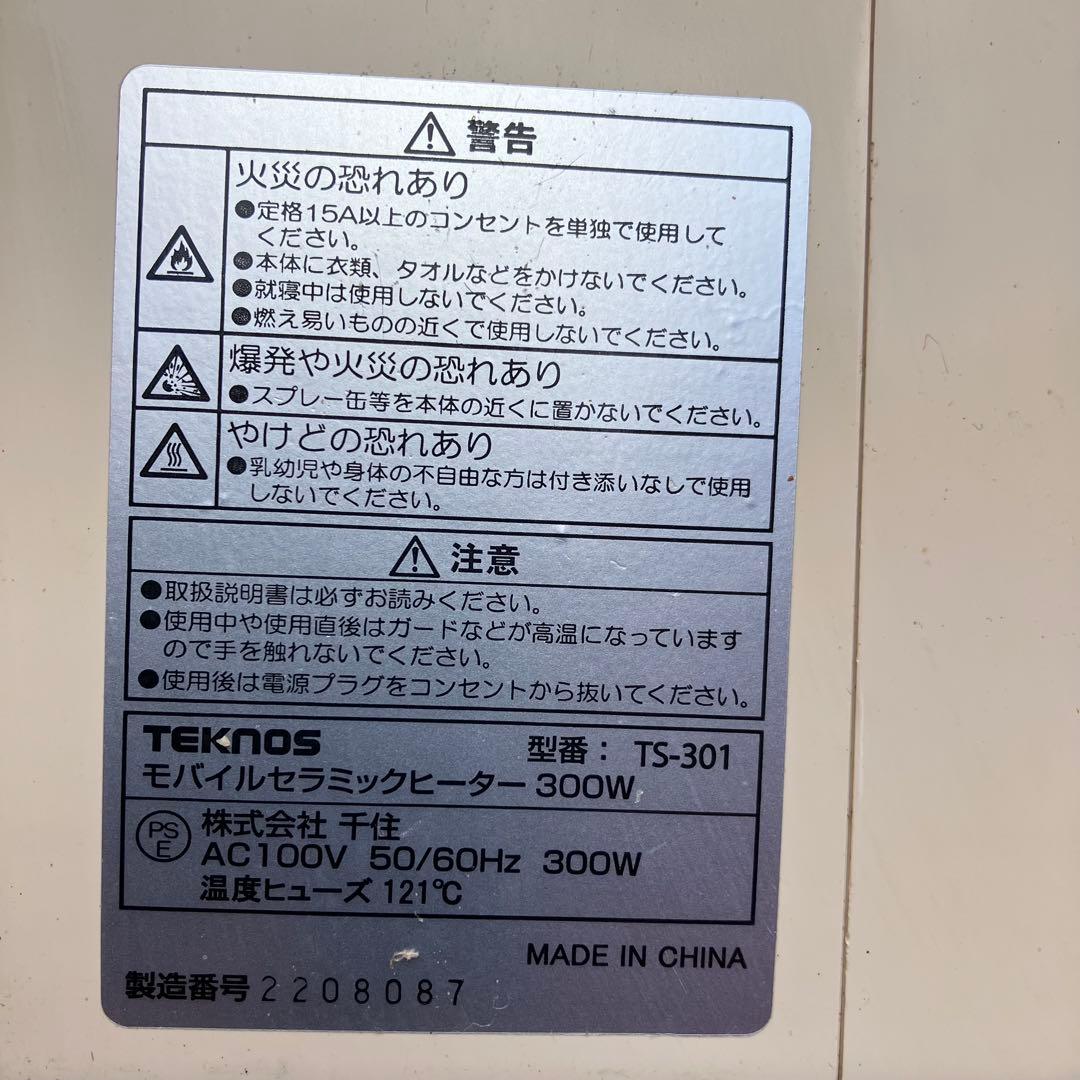 警告
火災の恐れあり
●定格15A以上のコンセントを単独で使用して
ください。
●本体に衣類、タオルなどをかけないでください。
●就寝中は使用しないでください。
●燃え易いものの近くで使用しないでください。
爆発や火災の恐れあり
●スプレー缶等を本体の近くに置かないでください。
やけどの恐れあり
●乳幼児や身体の不自由な方は付き添いなしで使用
しないでください。
注意
●取扱説明書は必ずお読みください。
●使用中や使用直後はガードなどが高温になっています
ので手を触れないでください。
●使用後は電源プラグをコンセントから抜いてください。
TEKNOS 型番： TS-301
モバイルセラミックヒーター 300W
PSE 株式会社 千住
AC100V 50/60Hz 300W
温度ヒューズ 121℃
MADE IN CHINA
製造番号 2208087